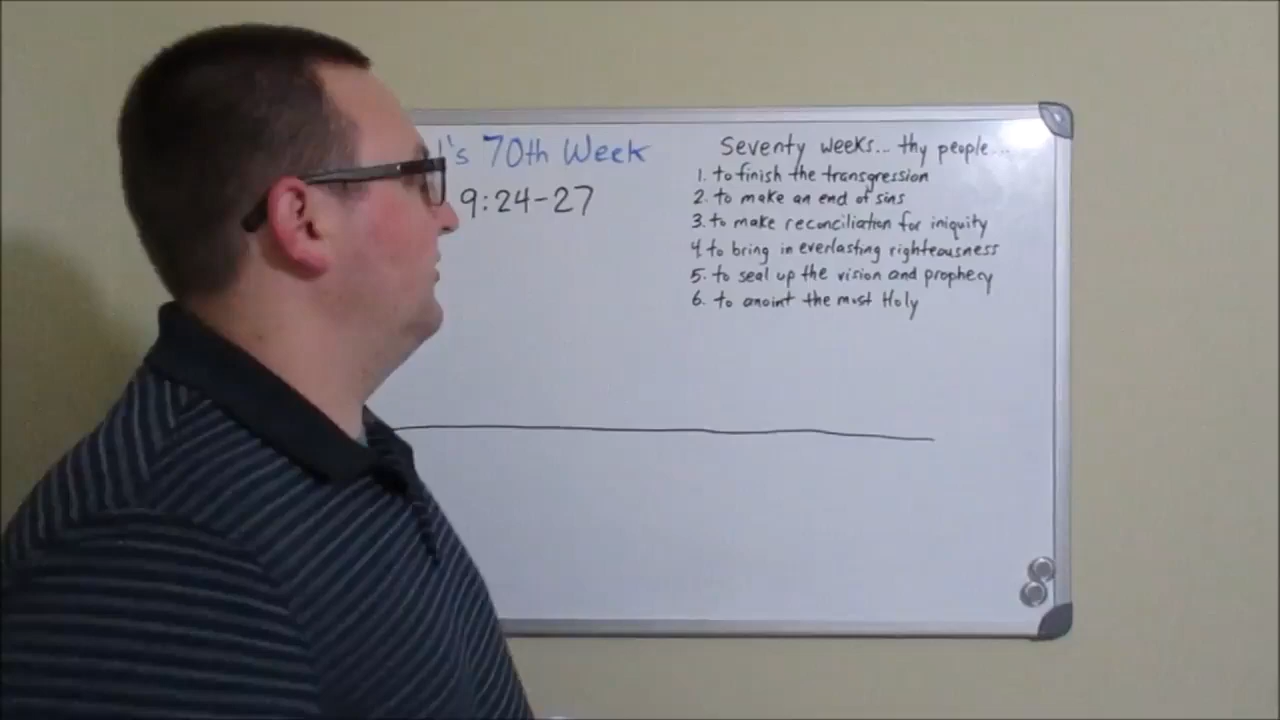 's 70th Week
9:24-27
Seventy weeks... thy people...
1. to finish the transgression
2. to make an end of sins
3. to make reconciliation for iniquity
4. to bring in everlasting righteousness
5. to seal up the vision and prophecy
6. to anoint the most Holy